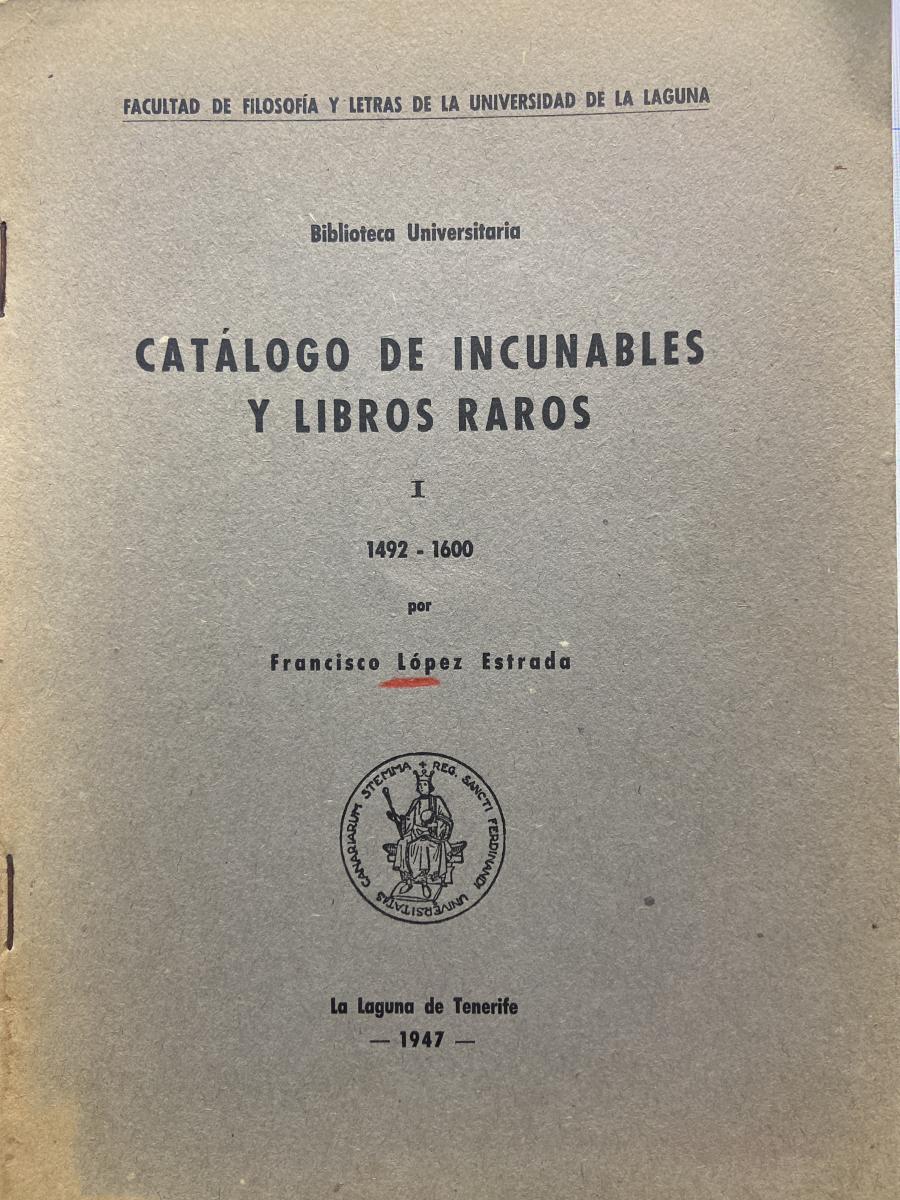 FACULTAD DE FILOSOFÍA Y LETRAS DE LA UNIVERSIDAD DE LA LAGUNA
Biblioteca Universitaria
CATÁLOGO DE INCUNABLES
Y LIBROS RAROS
I
1492 - 1600
por
Francisco López Estrada
REG. SANCTI FERDINANDI UNIVERSITATIS CANARIARUM STEMMA +
La Laguna de Tenerife
— 1947 —